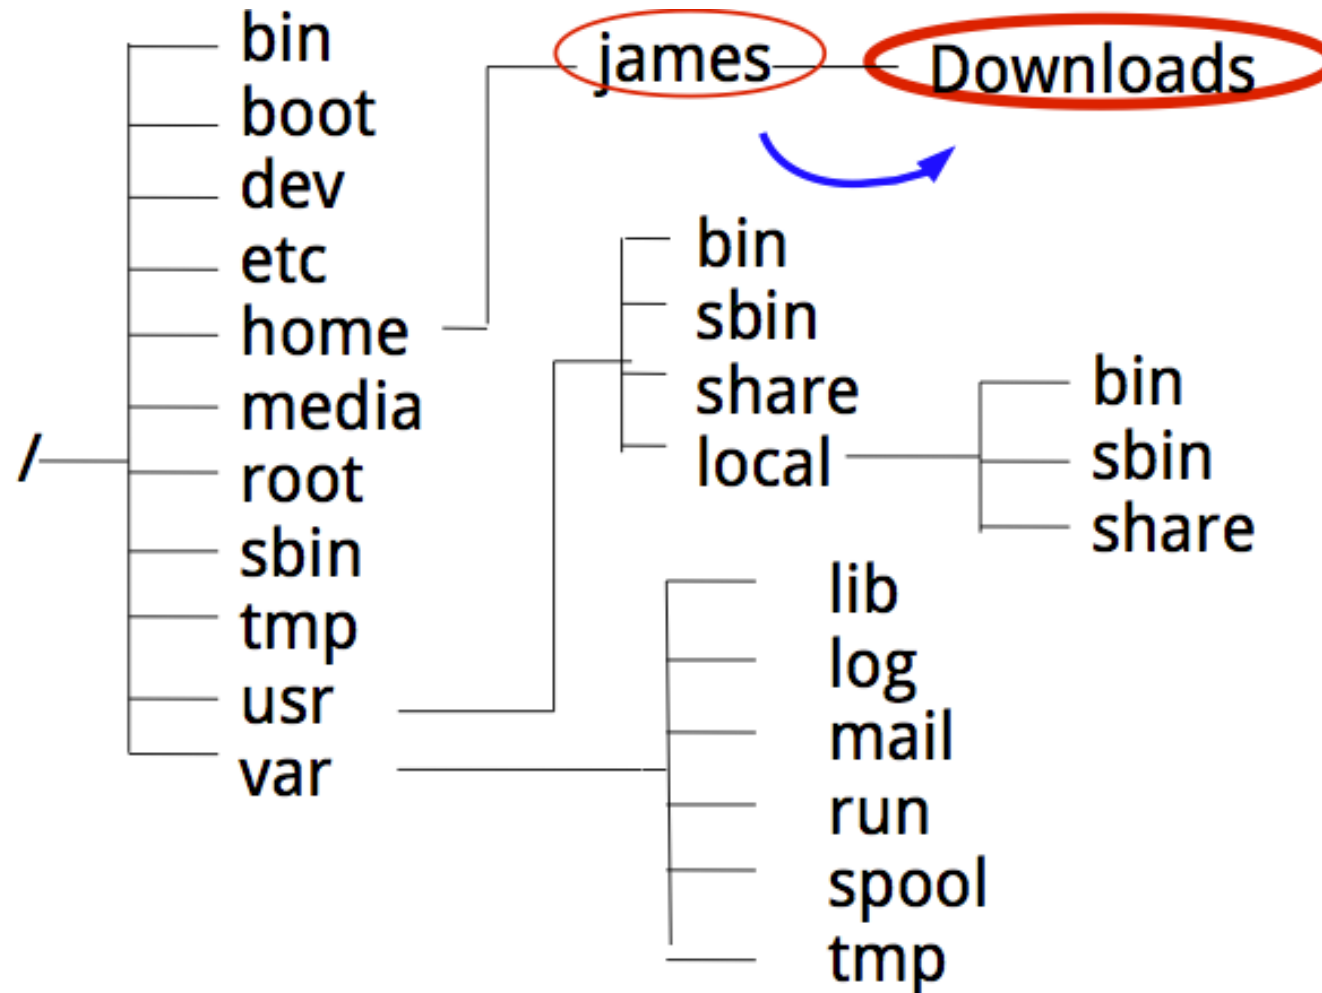 /
bin
boot
dev
etc
home
media
root
sbin
tmp
usr
var
james
Downloads
bin
sbin
share
local
bin
sbin
share
lib
log
mail
run
spool
tmp